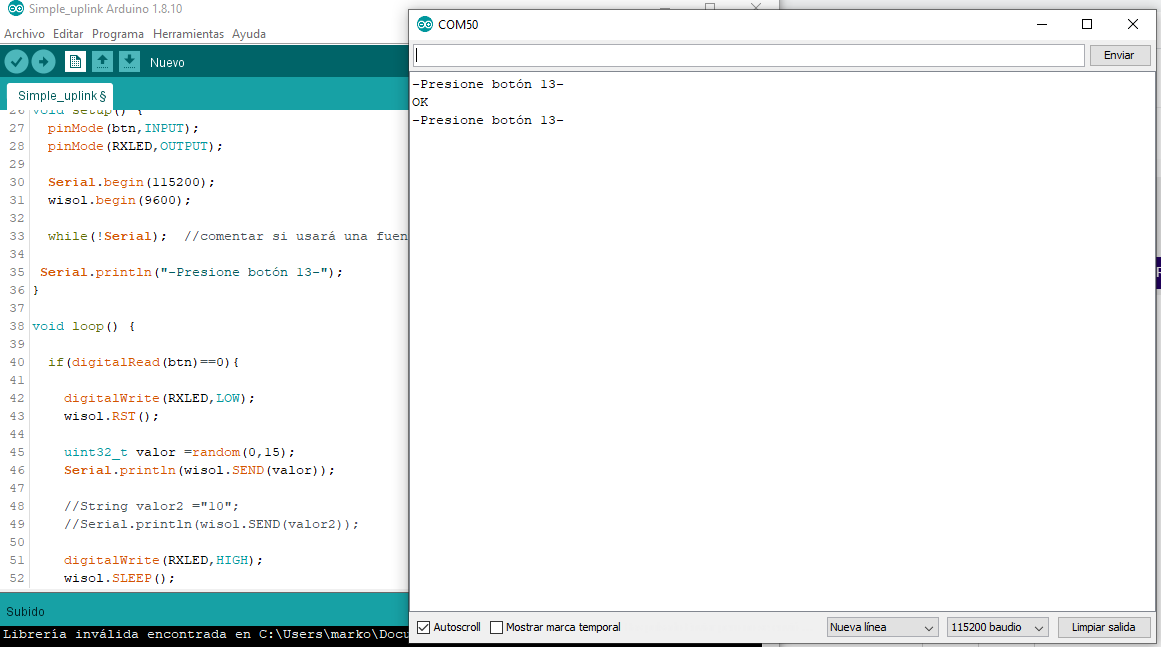 Simple_uplink Arduino 1.8.10
Archivo Editar Programa Herramientas Ayuda
Nuevo
Simple_uplink §
26 void setup() {
27 pinMode(btn,INPUT);
28 pinMode(RXLED,OUTPUT);
29
30 Serial.begin(115200);
31 wisol.begin(9600);
32
33 while(!Serial); //comentar si usará una fuen
34
35 Serial.println("-Presione botón 13-");
36 }
37
38 void loop() {
39
40 if(digitalRead(btn)==0){
41
42 digitalWrite(RXLED,LOW);
43 wisol.RST();
44
45 uint32_t valor =random(0,15);
46 Serial.println(wisol.SEND(valor));
47
48 //String valor2 ="10";
49 //Serial.println(wisol.SEND(valor2));
50
51 digitalWrite(RXLED,HIGH);
52 wisol.SLEEP();
Subido
Librería inválida encontrada en C:\Users\marko\Docu
COM50
Enviar
-Presione botón 13-
OK
-Presione botón 13-
Autoscroll Mostrar marca temporal Nueva línea 115200 baudio Limpiar salida